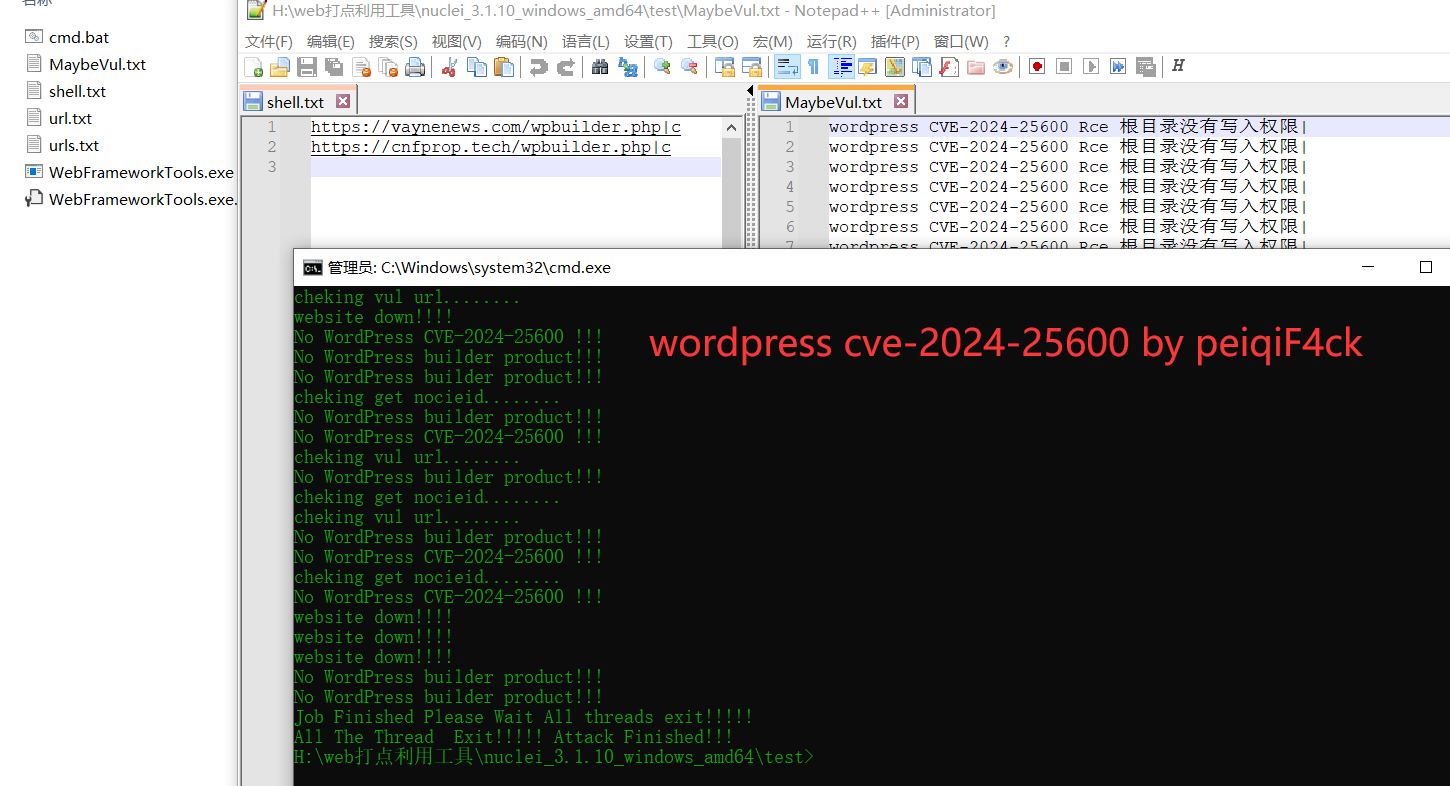 H:\web打点利用工具\nuclei_3.1.10_windows_amd64\test\MaybeVul.txt - Notepad++ [Administrator]
文件(F) 编辑(E) 搜索(S) 视图(V) 编码(N) 语言(L) 设置(T) 工具(O) 宏(M) 运行(R) 插件(P) 窗口(W) ?
cmd.bat
MaybeVul.txt
shell.txt
url.txt
urls.txt
WebFrameworkTools.exe
WebFrameworkTools.exe.
shell.txt
1 https://vaynenews.com/wpbuilder.php|c
2 https://cnfprop.tech/wpbuilder.php|c
3
MaybeVul.txt
1 wordpress CVE-2024-25600 Rce 根目录没有写入权限|
2 wordpress CVE-2024-25600 Rce 根目录没有写入权限|
3 wordpress CVE-2024-25600 Rce 根目录没有写入权限|
4 wordpress CVE-2024-25600 Rce 根目录没有写入权限|
5 wordpress CVE-2024-25600 Rce 根目录没有写入权限|
6 wordpress CVE-2024-25600 Rce 根目录没有写入权限|
7 wordpress CVE-2024-25600 Rce 根目录没有写入权限|
管理员: C:\Windows\system32\cmd.exe
cheking vul url........
website down!!!!
No WordPress CVE-2024-25600 !!!
wordpress cve-2024-25600 by peiqiF4ck
No WordPress builder product!!!
No WordPress builder product!!!
cheking get nocieid........
No WordPress builder product!!!
No WordPress CVE-2024-25600 !!!
cheking vul url........
No WordPress builder product!!!
cheking get nocieid........
cheking vul url........
No WordPress builder product!!!
No WordPress CVE-2024-25600 !!!
cheking get nocieid........
No WordPress CVE-2024-25600 !!!
website down!!!!
website down!!!!
website down!!!!
No WordPress builder product!!!
No WordPress builder product!!!
Job Finished Please Wait All threads exit!!!!!
All The Thread  Exit!!!!! Attack Finished!!!
H:\web打点利用工具\nuclei_3.1.10_windows_amd64\test>